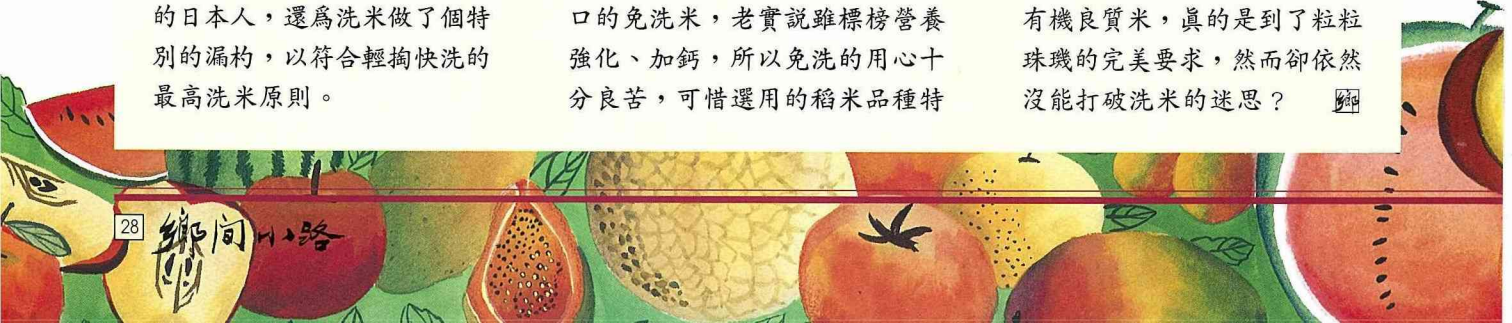 的日本人，還爲洗米做了個特
別的漏杓，以符合輕掏快洗的
最高洗米原則。
口的免洗米，老實說雖標榜營養
強化、加鈣，所以免洗的用心十
分良苦，可惜選用的稻米品種特
有機良質米，眞的是到了粒粒
珠璣的完美要求，然而卻依然
沒能打破洗米的迷思？ 鄉
28 鄉间小路